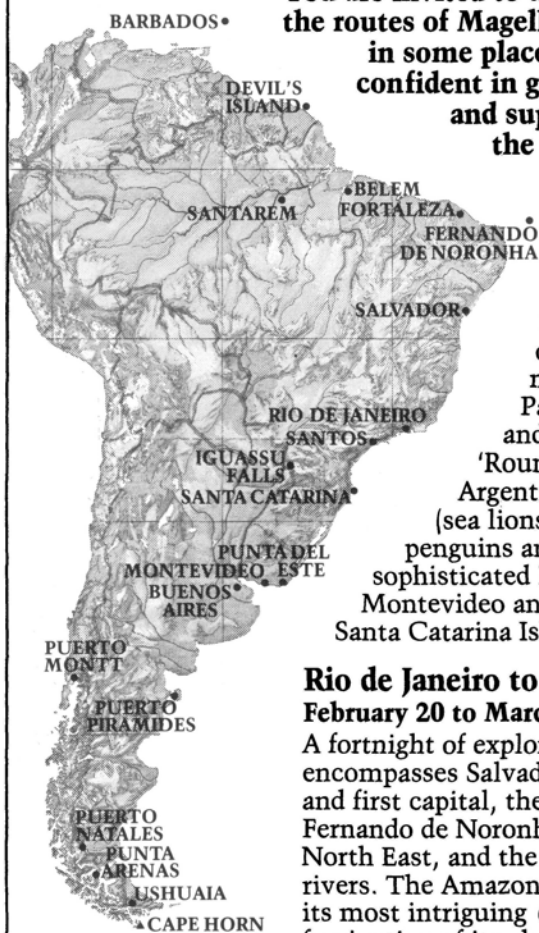 BARBADOS
DEVIL'S
ISLAND
BELEM
SANTAREM
FORTALEZA
FERNANDO
DE NORONHA
SALVADOR
RIO DE JANEIRO
SANTOS
IGUASSU
FALLS
SANTA CATARINA
PUNTA DEL
ESTE
MONTEVIDEO
BUENOS
AIRES
PUERTO
MONTT
PUERTO
PIRAMIDES
PUERTO
NATALES
PUNTA
ARENAS
USHUAIA
CAPE HORN
the routes of Magell
in some place
confident in g
and sup
the
and
'Roun
Argent
(sea lions
penguins an
sophisticated
Montevideo an
Santa Catarina Is
Rio de Janeiro to
February 20 to Marc
A fortnight of explor
encompasses Salvad
and first capital, the
Fernando de Noronh
North East, and the
rivers. The Amazon
its most intriguing